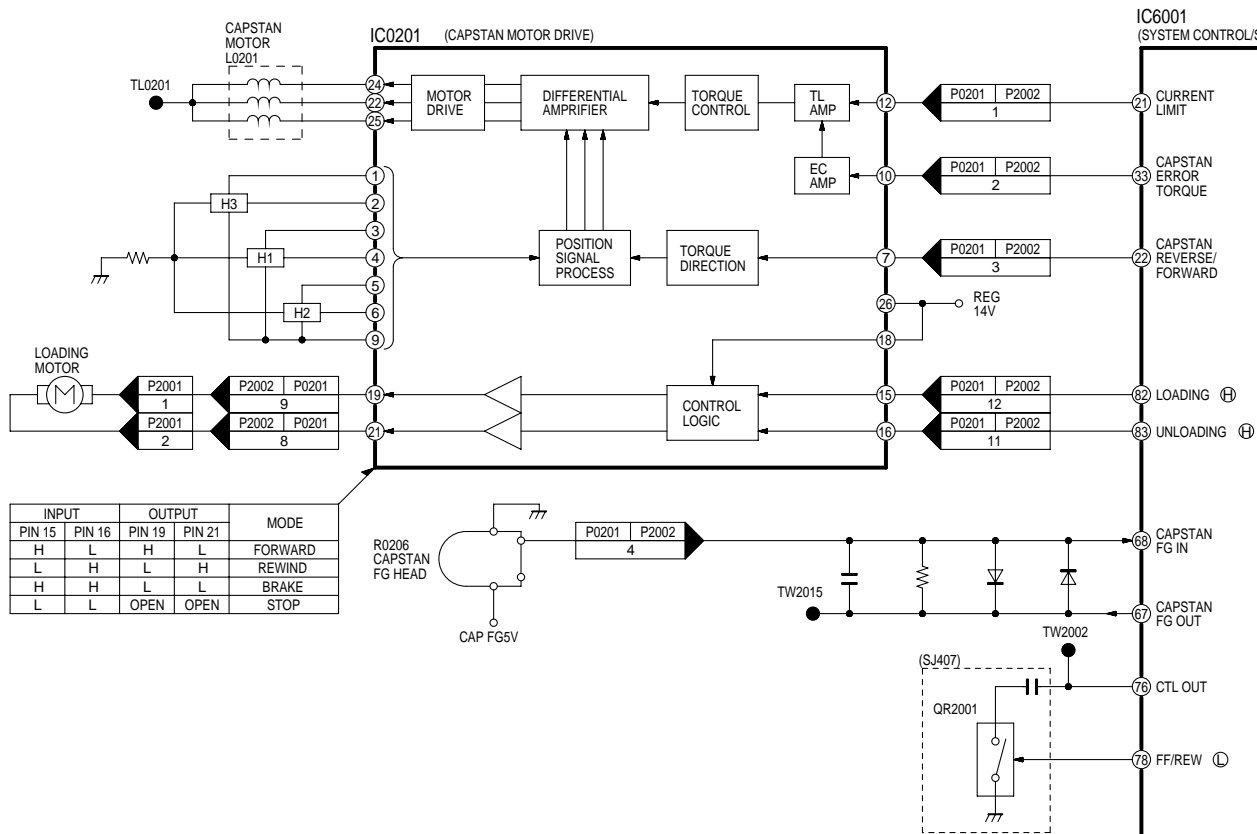 IC6001
(SYSTEM CONTROL/S
CAPSTAN
MOTOR
L0201
IC0201 (CAPSTAN MOTOR DRIVE)
TL0201
24
22
25
MOTOR
DRIVE
DIFFERENTIAL
AMPRIFIER
TORQUE
CONTROL
TL
AMP
12
P0201 P2002
1
21
CURRENT
LIMIT
EC
AMP
10
P0201 P2002
2
33
CAPSTAN
ERROR
TORQUE
1
2
3
4
5
6
9
H3
H1
H2
POSITION
SIGNAL
PROCESS
TORQUE
DIRECTION
7
P0201 P2002
3
22
CAPSTAN
REVERSE/
FORWARD
26
REG
14V
18
LOADING
MOTOR
M
P2001
1
P2002 P0201
9
19
P2001
2
P2002 P0201
8
21
CONTROL
LOGIC
15
P0201 P2002
12
82 LOADING H
16
P0201 P2002
11
83 UNLOADING H
INPUT OUTPUT MODE
PIN 15 PIN 16 PIN 19 PIN 21
H L H L FORWARD
L H L H REWIND
H H L L BRAKE
L L OPEN OPEN STOP
R0206
CAPSTAN
FG HEAD
CAP FG5V
P0201 P2002
4
68
CAPSTAN
FG IN
TW2015
67
CAPSTAN
FG OUT
TW2002
(SJ407)
QR2001
76 CTL OUT
78 FF/REW L